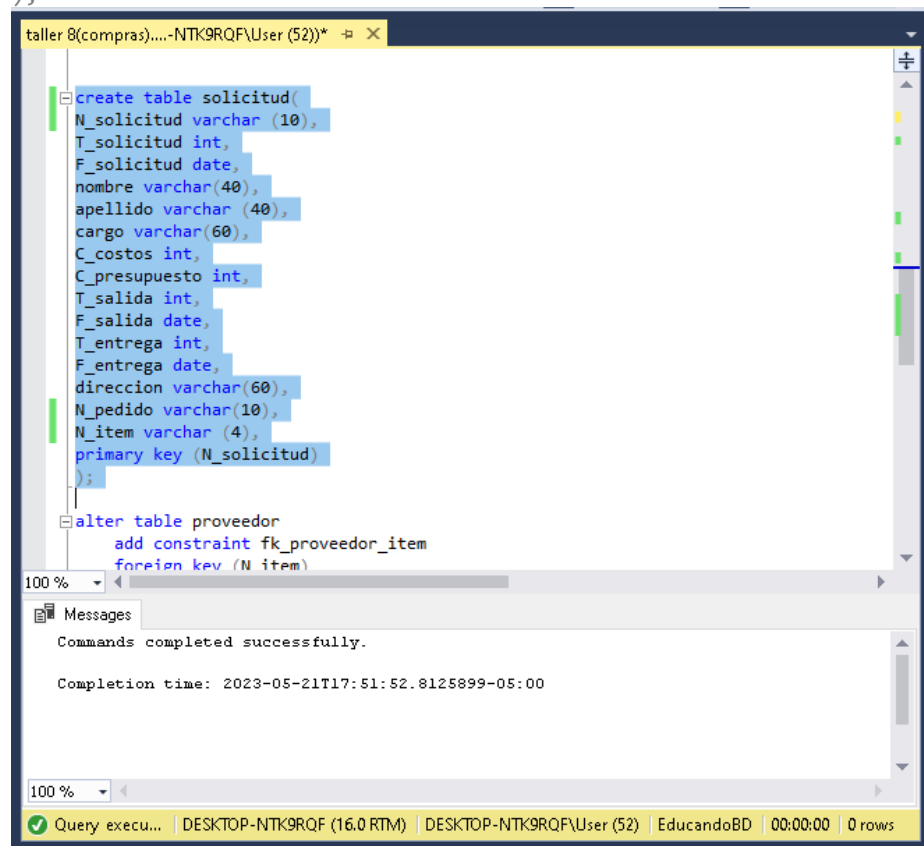 );
taller 8(compras)....-NTK9RQF\User (52))*
create table solicitud(
N_solicitud varchar (10),
T_solicitud int,
F_solicitud date,
nombre varchar(40),
apellido varchar (40),
cargo varchar(60),
C_costos int,
C_presupuesto int,
T_salida int,
F_salida date,
T_entrega int,
F_entrega date,
direccion varchar(60),
N_pedido varchar(10),
N_item varchar (4),
primary key (N_solicitud)
);
alter table proveedor
add constraint fk_proveedor_item
foreign key (N_item)
100 %
Messages
Commands completed successfully.
Completion time: 2023-05-21T17:51:52.8125899-05:00
100 %
Query execu... DESKTOP-NTK9RQF (16.0 RTM) DESKTOP-NTK9RQF\User (52) EducandoBD 00:00:00 0 rows